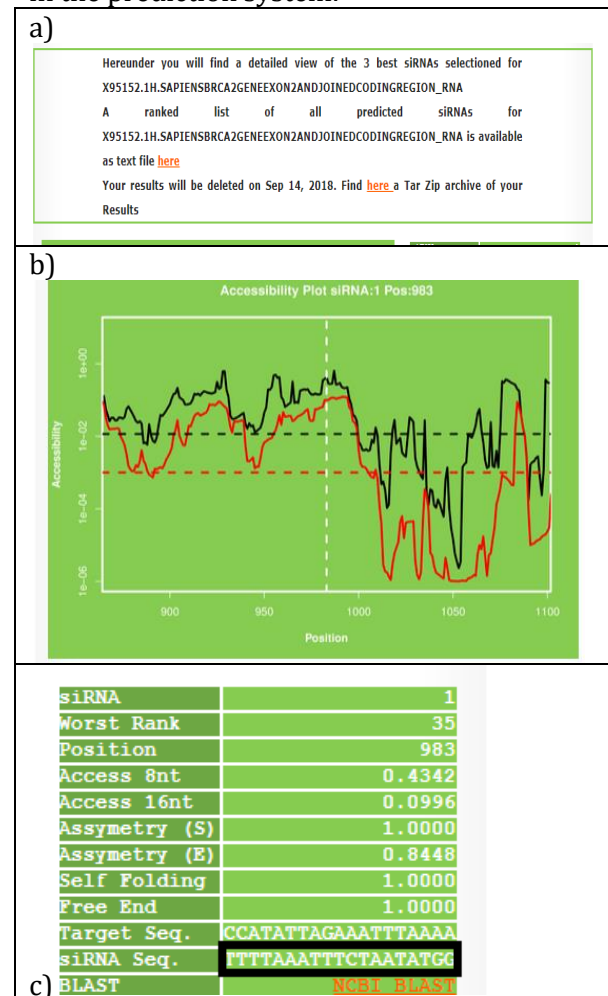 in the prediction system.
a)
Hereunder you will find a detailed view of the 3 best siRNAs selectioned for
X95152.1H.SAPIENSBRCA2GENEEXON2ANDJOINEDCODINGREGION_RNA
A ranked list of all predicted siRNAs for
X95152.1H.SAPIENSBRCA2GENEEXON2ANDJOINEDCODINGREGION_RNA is available
as text file here
Your results will be deleted on Sep 14, 2018. Find here a Tar Zip archive of your
Results
b)
Accessibility Plot siRNA:1 Pos:983
Accessibility
1e+00
1e-02
1e-04
1e-06
900 950 1000 1050 1100
Position
siRNA 1
Worst Rank 35
Position 983
Access 8nt 0.4342
Access 16nt 0.0996
Assymetry (S) 1.0000
Assymetry (E) 0.8448
Self Folding 1.0000
Free End 1.0000
Target Seq. CCATATTAGAAATTTAAAA
siRNA Seq. TTTTAAATTTCTAATATGG
c) BLAST NCBI BLAST